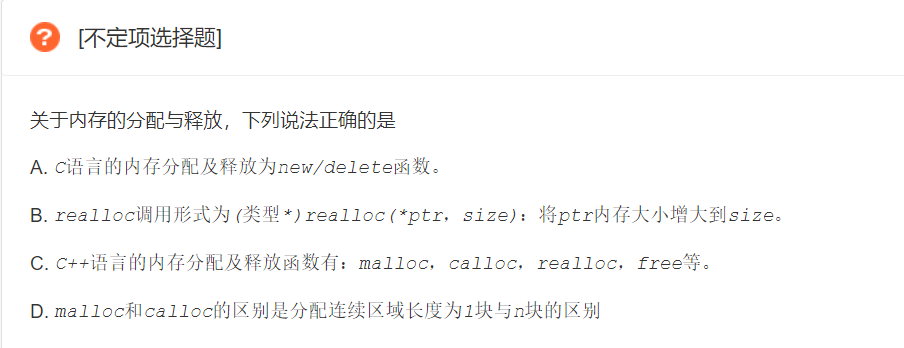 [不定项选择题]
关于内存的分配与释放，下列说法正确的是
A. C语言的内存分配及释放为new/delete函数。
B. realloc调用形式为(类型*)realloc(*ptr，size)：将ptr内存大小增大到size。
C. C++语言的内存分配及释放函数有：malloc，calloc，realloc，free等。
D. malloc和calloc的区别是分配连续区域长度为1块与n块的区别